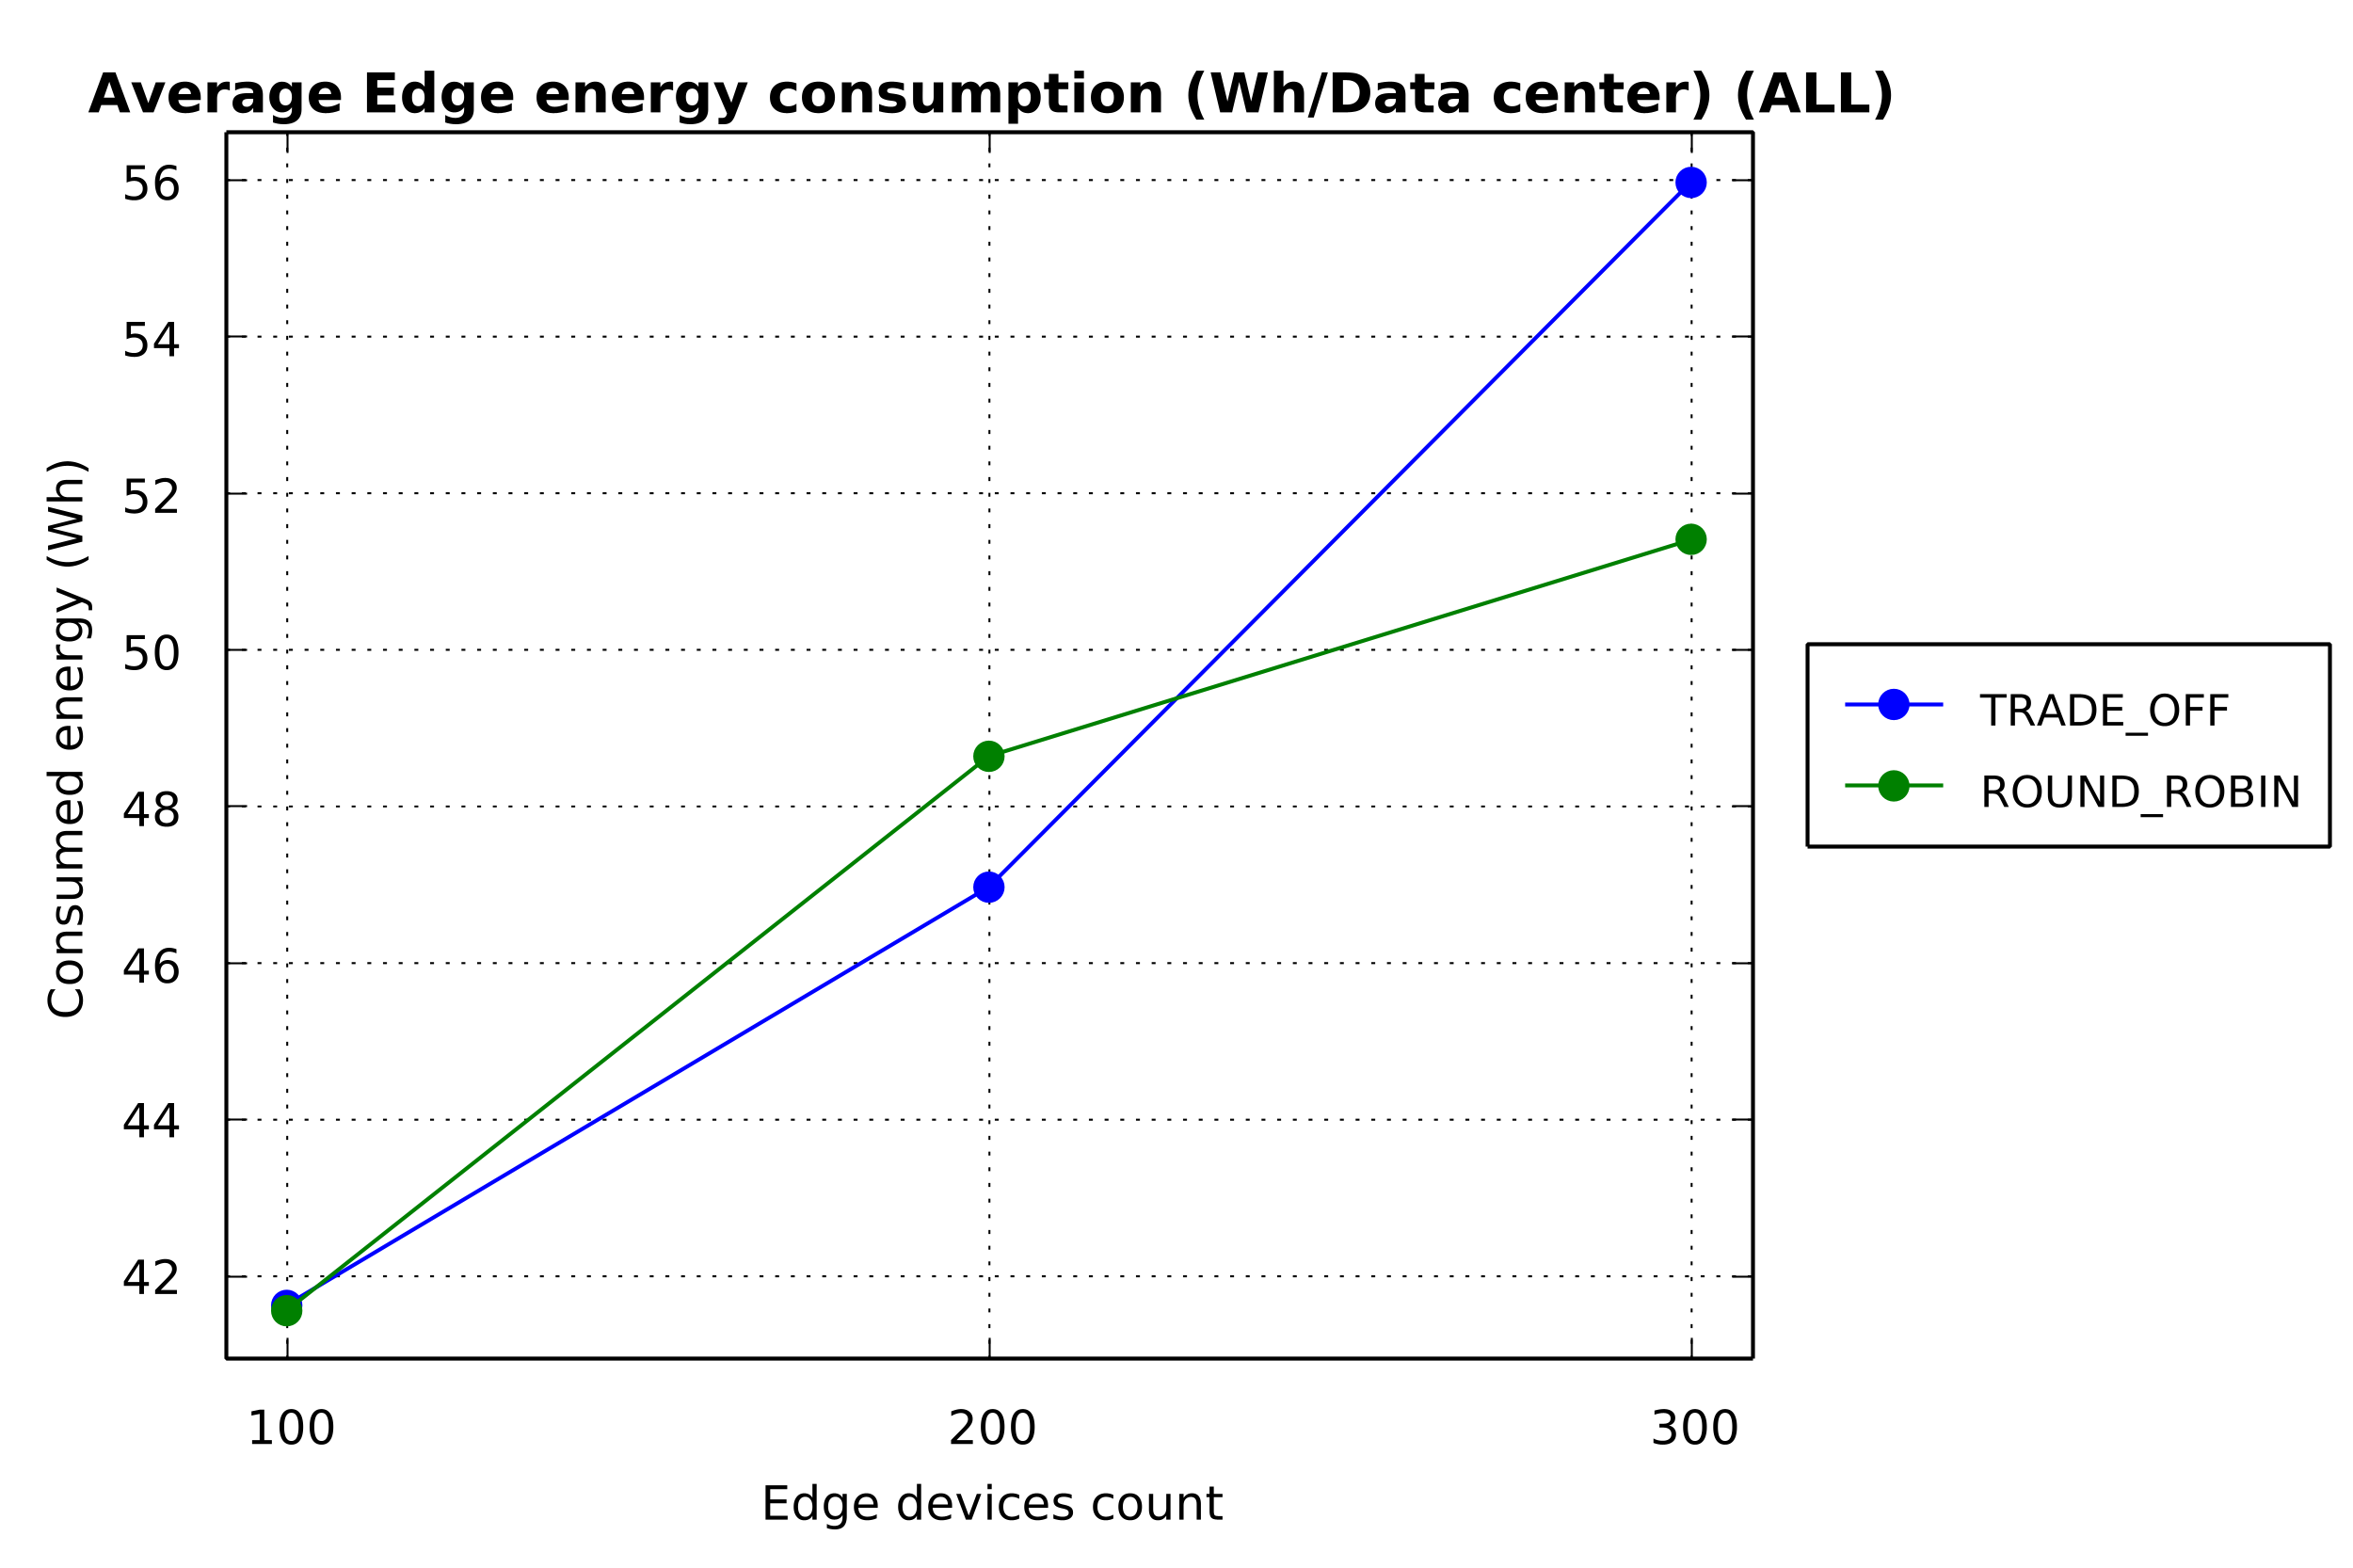 Average Edge energy consumption (Wh/Data center) (ALL)
Consumed energy (Wh)
56
54
52
50
48
46
44
42
100 200 300
Edge devices count
TRADE_OFF
ROUND_ROBIN